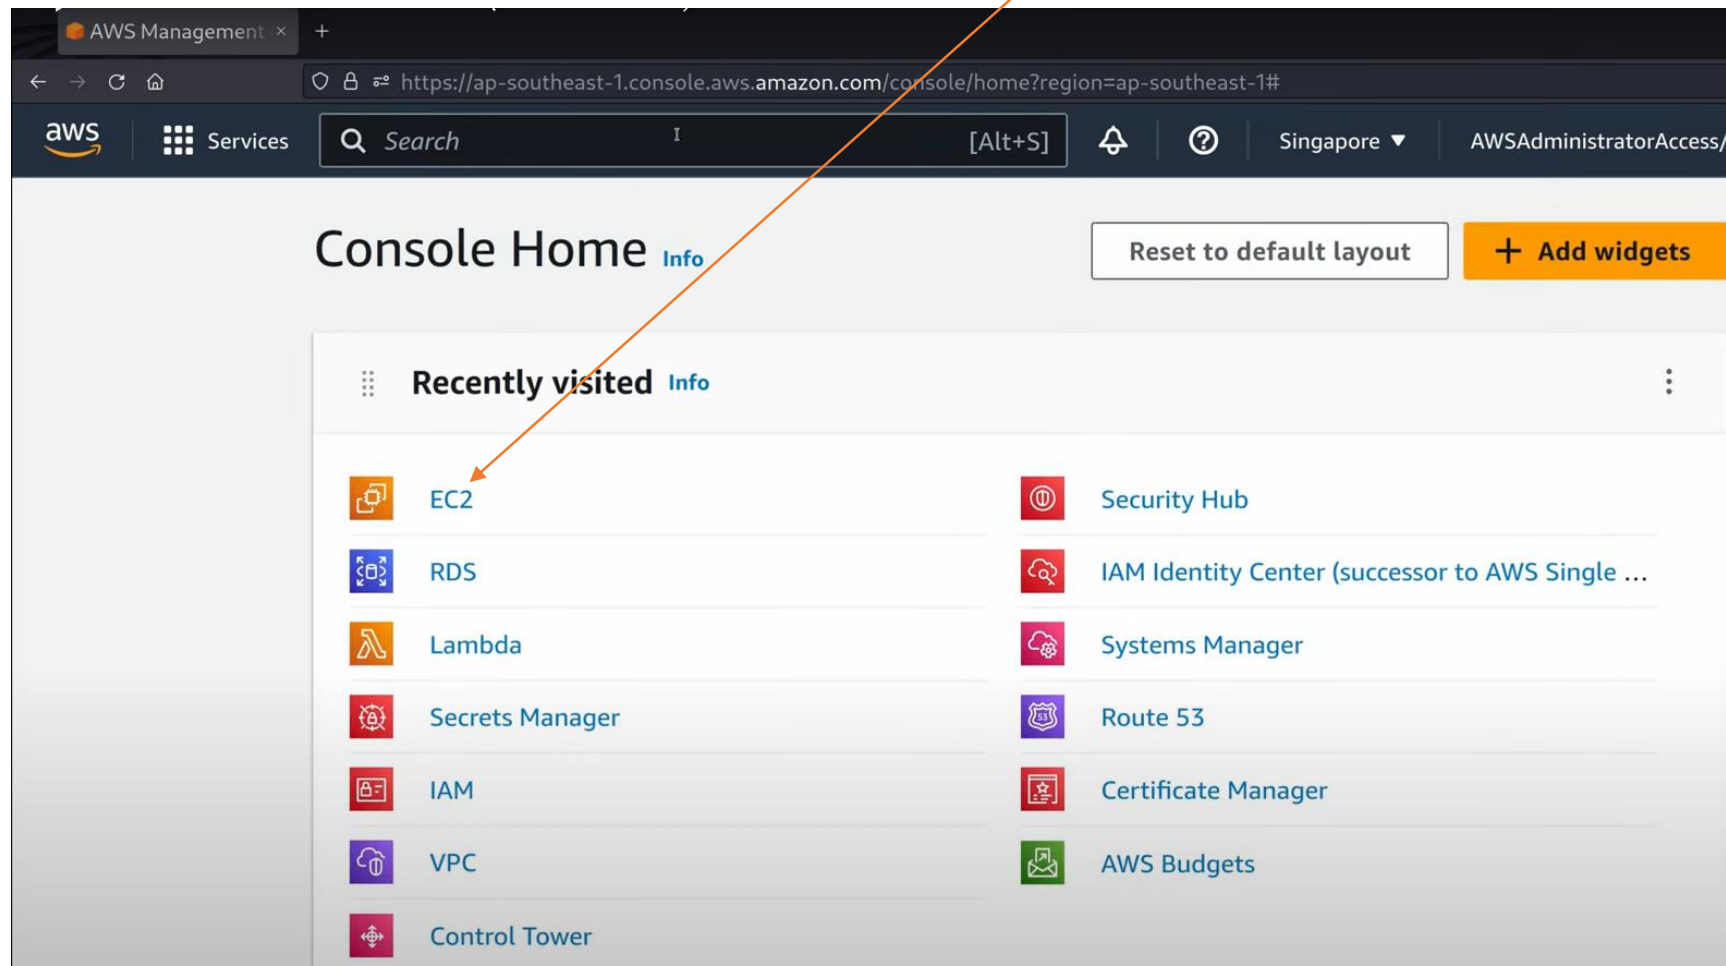 AWS Management
https://ap-southeast-1.console.aws.amazon.com/console/home?region=ap-southeast-1#
aws Services Search [Alt+S] Singapore ▼ AWSAdministratorAccess/
Console Home Info Reset to default layout + Add widgets
Recently visited Info
EC2
RDS
Lambda
Secrets Manager
IAM
VPC
Control Tower
Security Hub
IAM Identity Center (successor to AWS Single ...
Systems Manager
Route 53
Certificate Manager
AWS Budgets